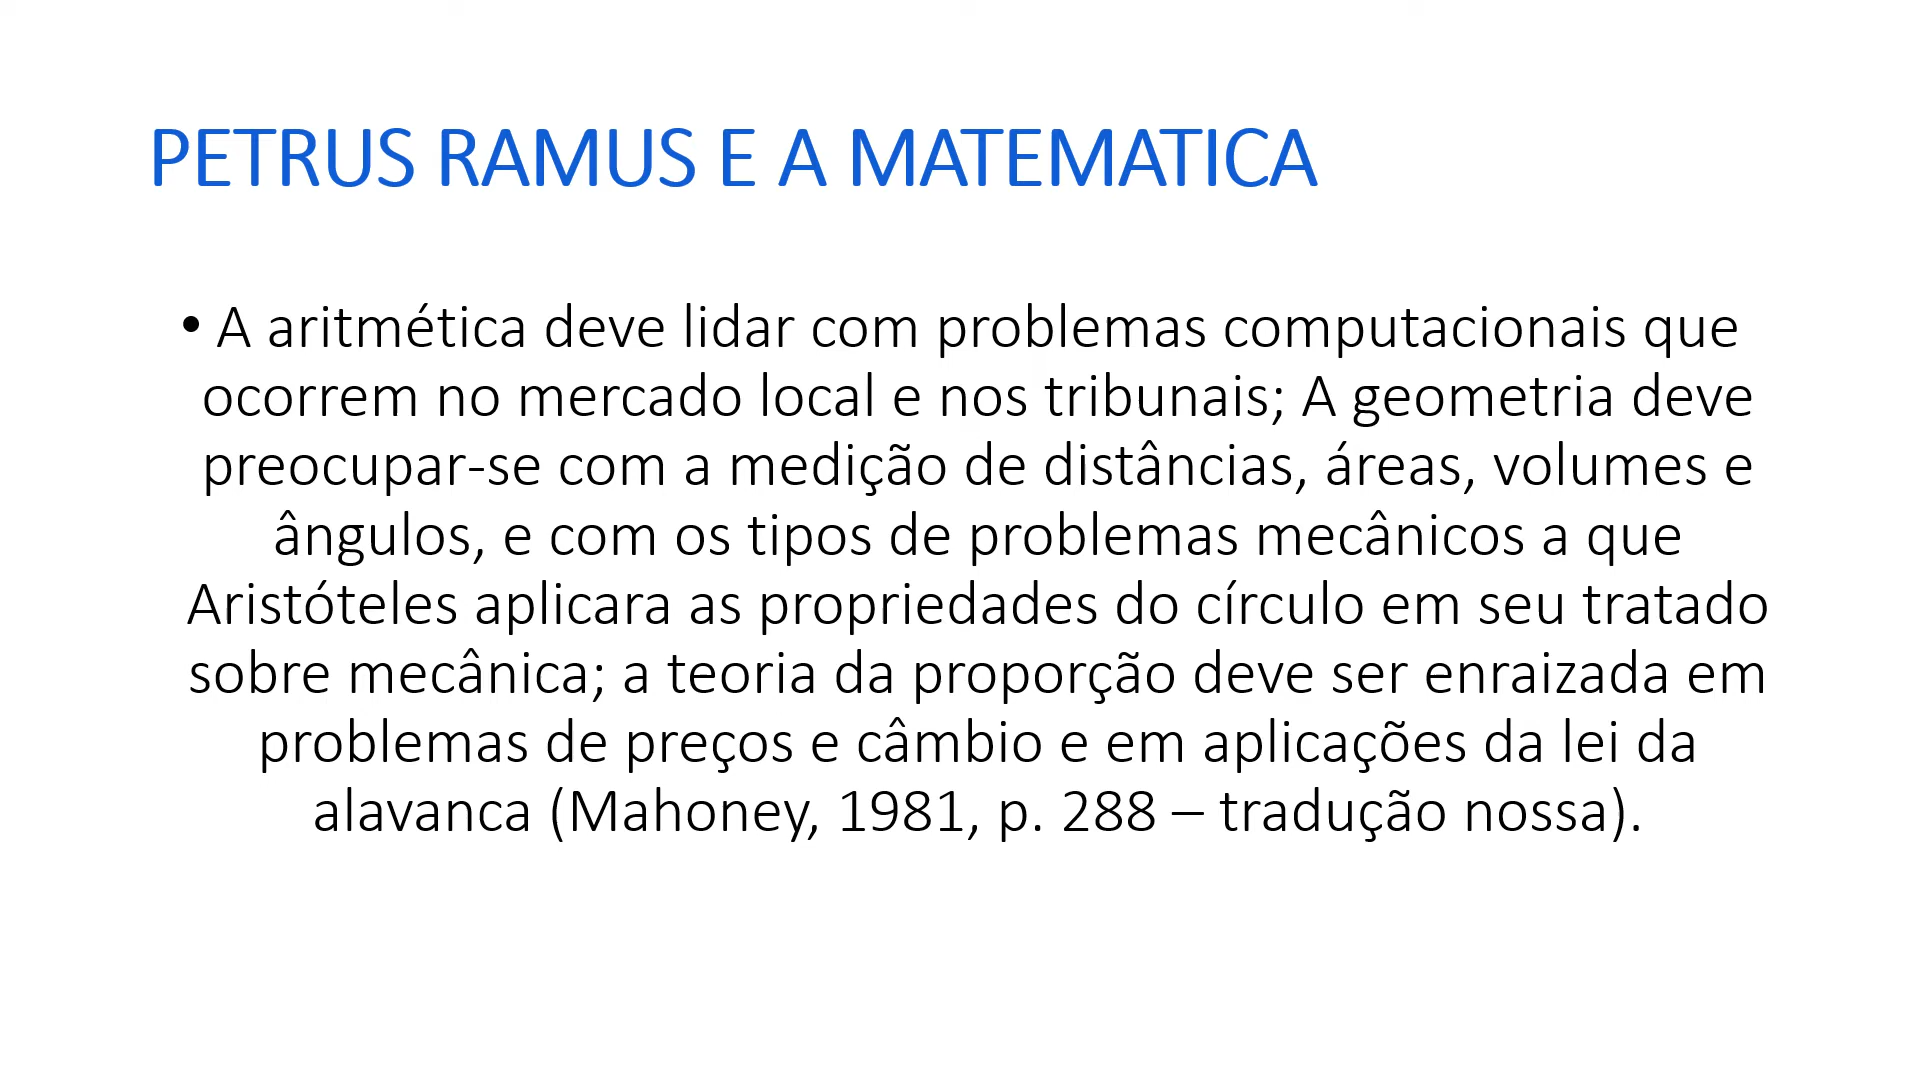 PETRUS RAMUS E A MATEMATICA
• A aritmética deve lidar com problemas computacionais que
ocorrem no mercado local e nos tribunais; A geometria deve
preocupar-se com a medição de distâncias, áreas, volumes e
ângulos, e com os tipos de problemas mecânicos a que
Aristóteles aplicara as propriedades do círculo em seu tratado
sobre mecânica; a teoria da proporção deve ser enraizada em
problemas de preços e câmbio e em aplicações da lei da
alavanca (Mahoney, 1981, p. 288 – tradução nossa).